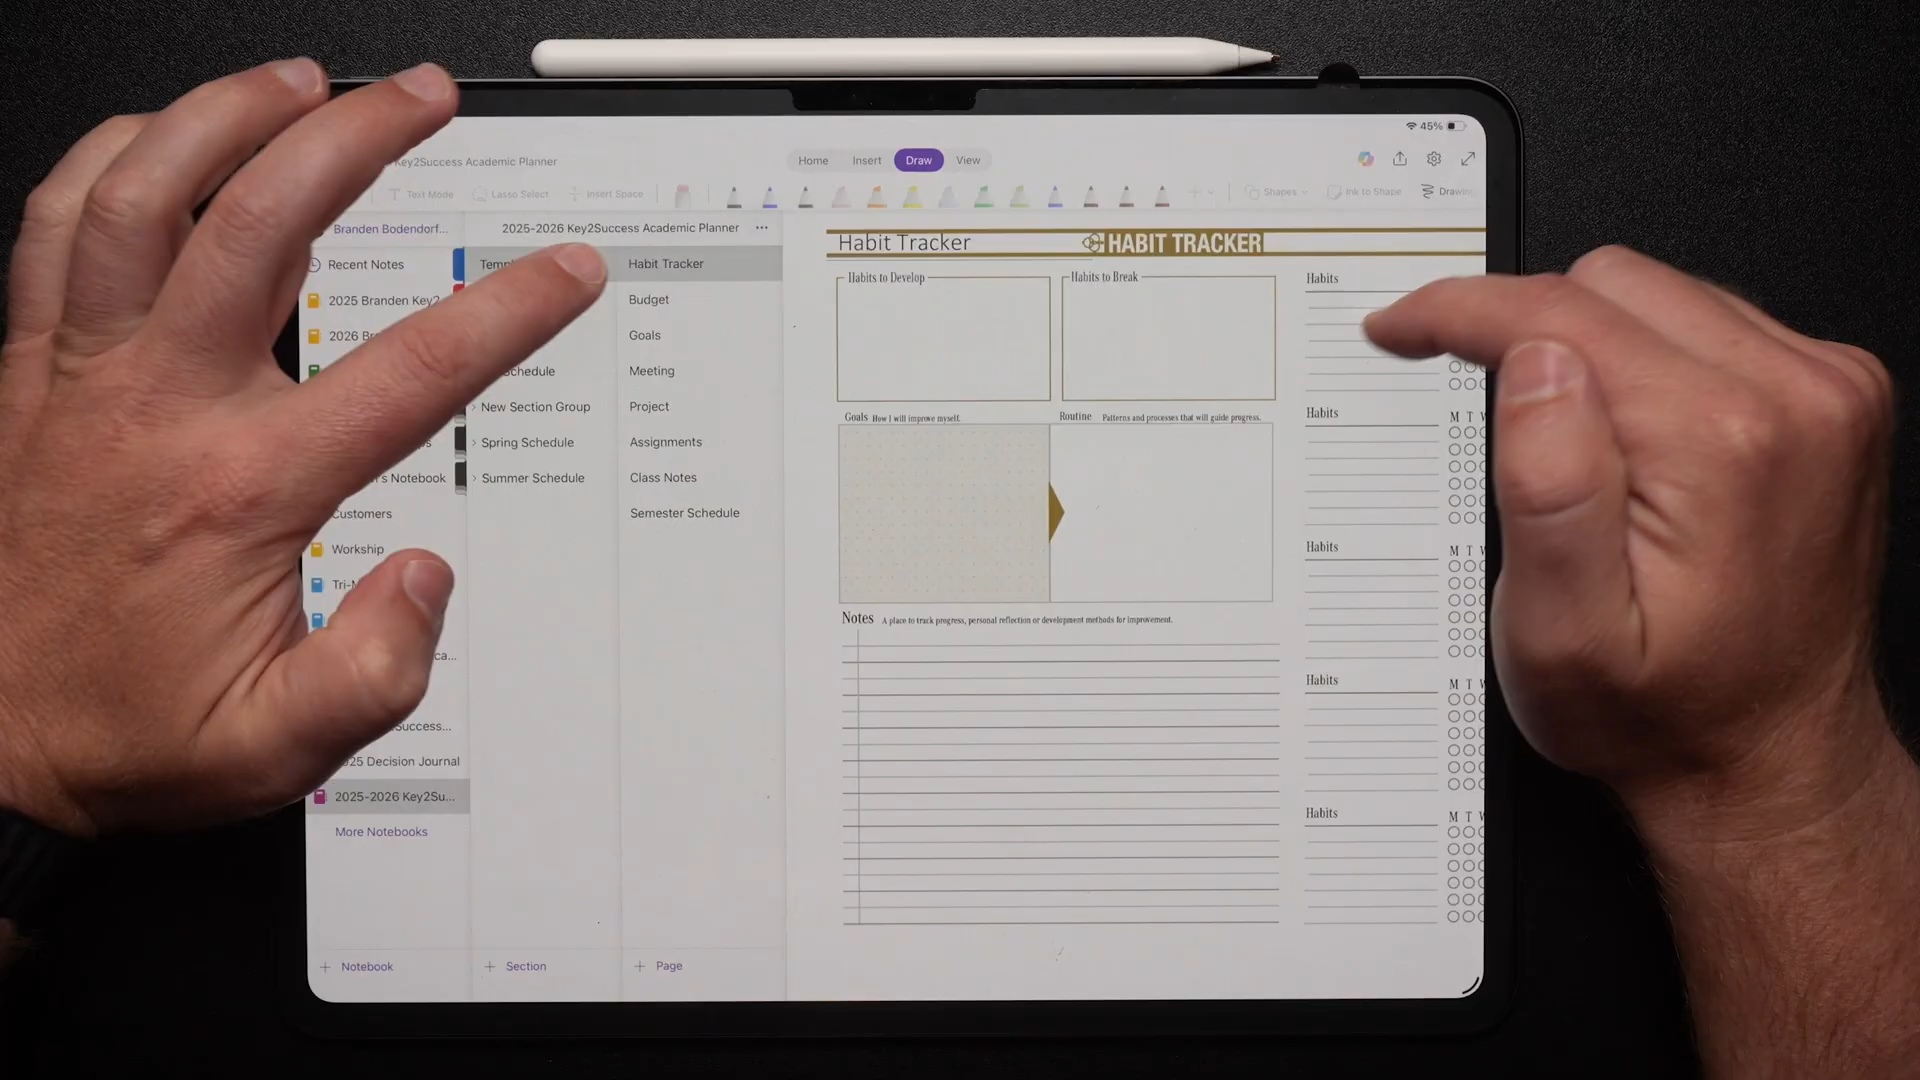 45%
Key2Success Academic Planner
Home Insert Draw View
Text Mode Lasso Select Insert Space Shapes Ink to Shape
Branden Bodendorf...
Recent Notes
2025 Branden Key2
2026
's Notebook
Customers
Workship
Success...
Decision Journal
2025-2026 Key2Su...
More Notebooks
+ Notebook
2025-2026 Key2Success Academic Planner ...
Schedule
New Section Group
Spring Schedule
Summer Schedule
+ Section
Habit Tracker
Budget
Goals
Meeting
Project
Assignments
Class Notes
Semester Schedule
+ Page
Habit Tracker HABIT TRACKER
Habits to Develop Habits to Break
Goals How I will improve myself. Routine Patterns and processes that will guide progress.
Notes A place to track progress, personal reflection or development methods for improvement.
Habits
Habits M T
Habits M T
Habits M T
Habits M T